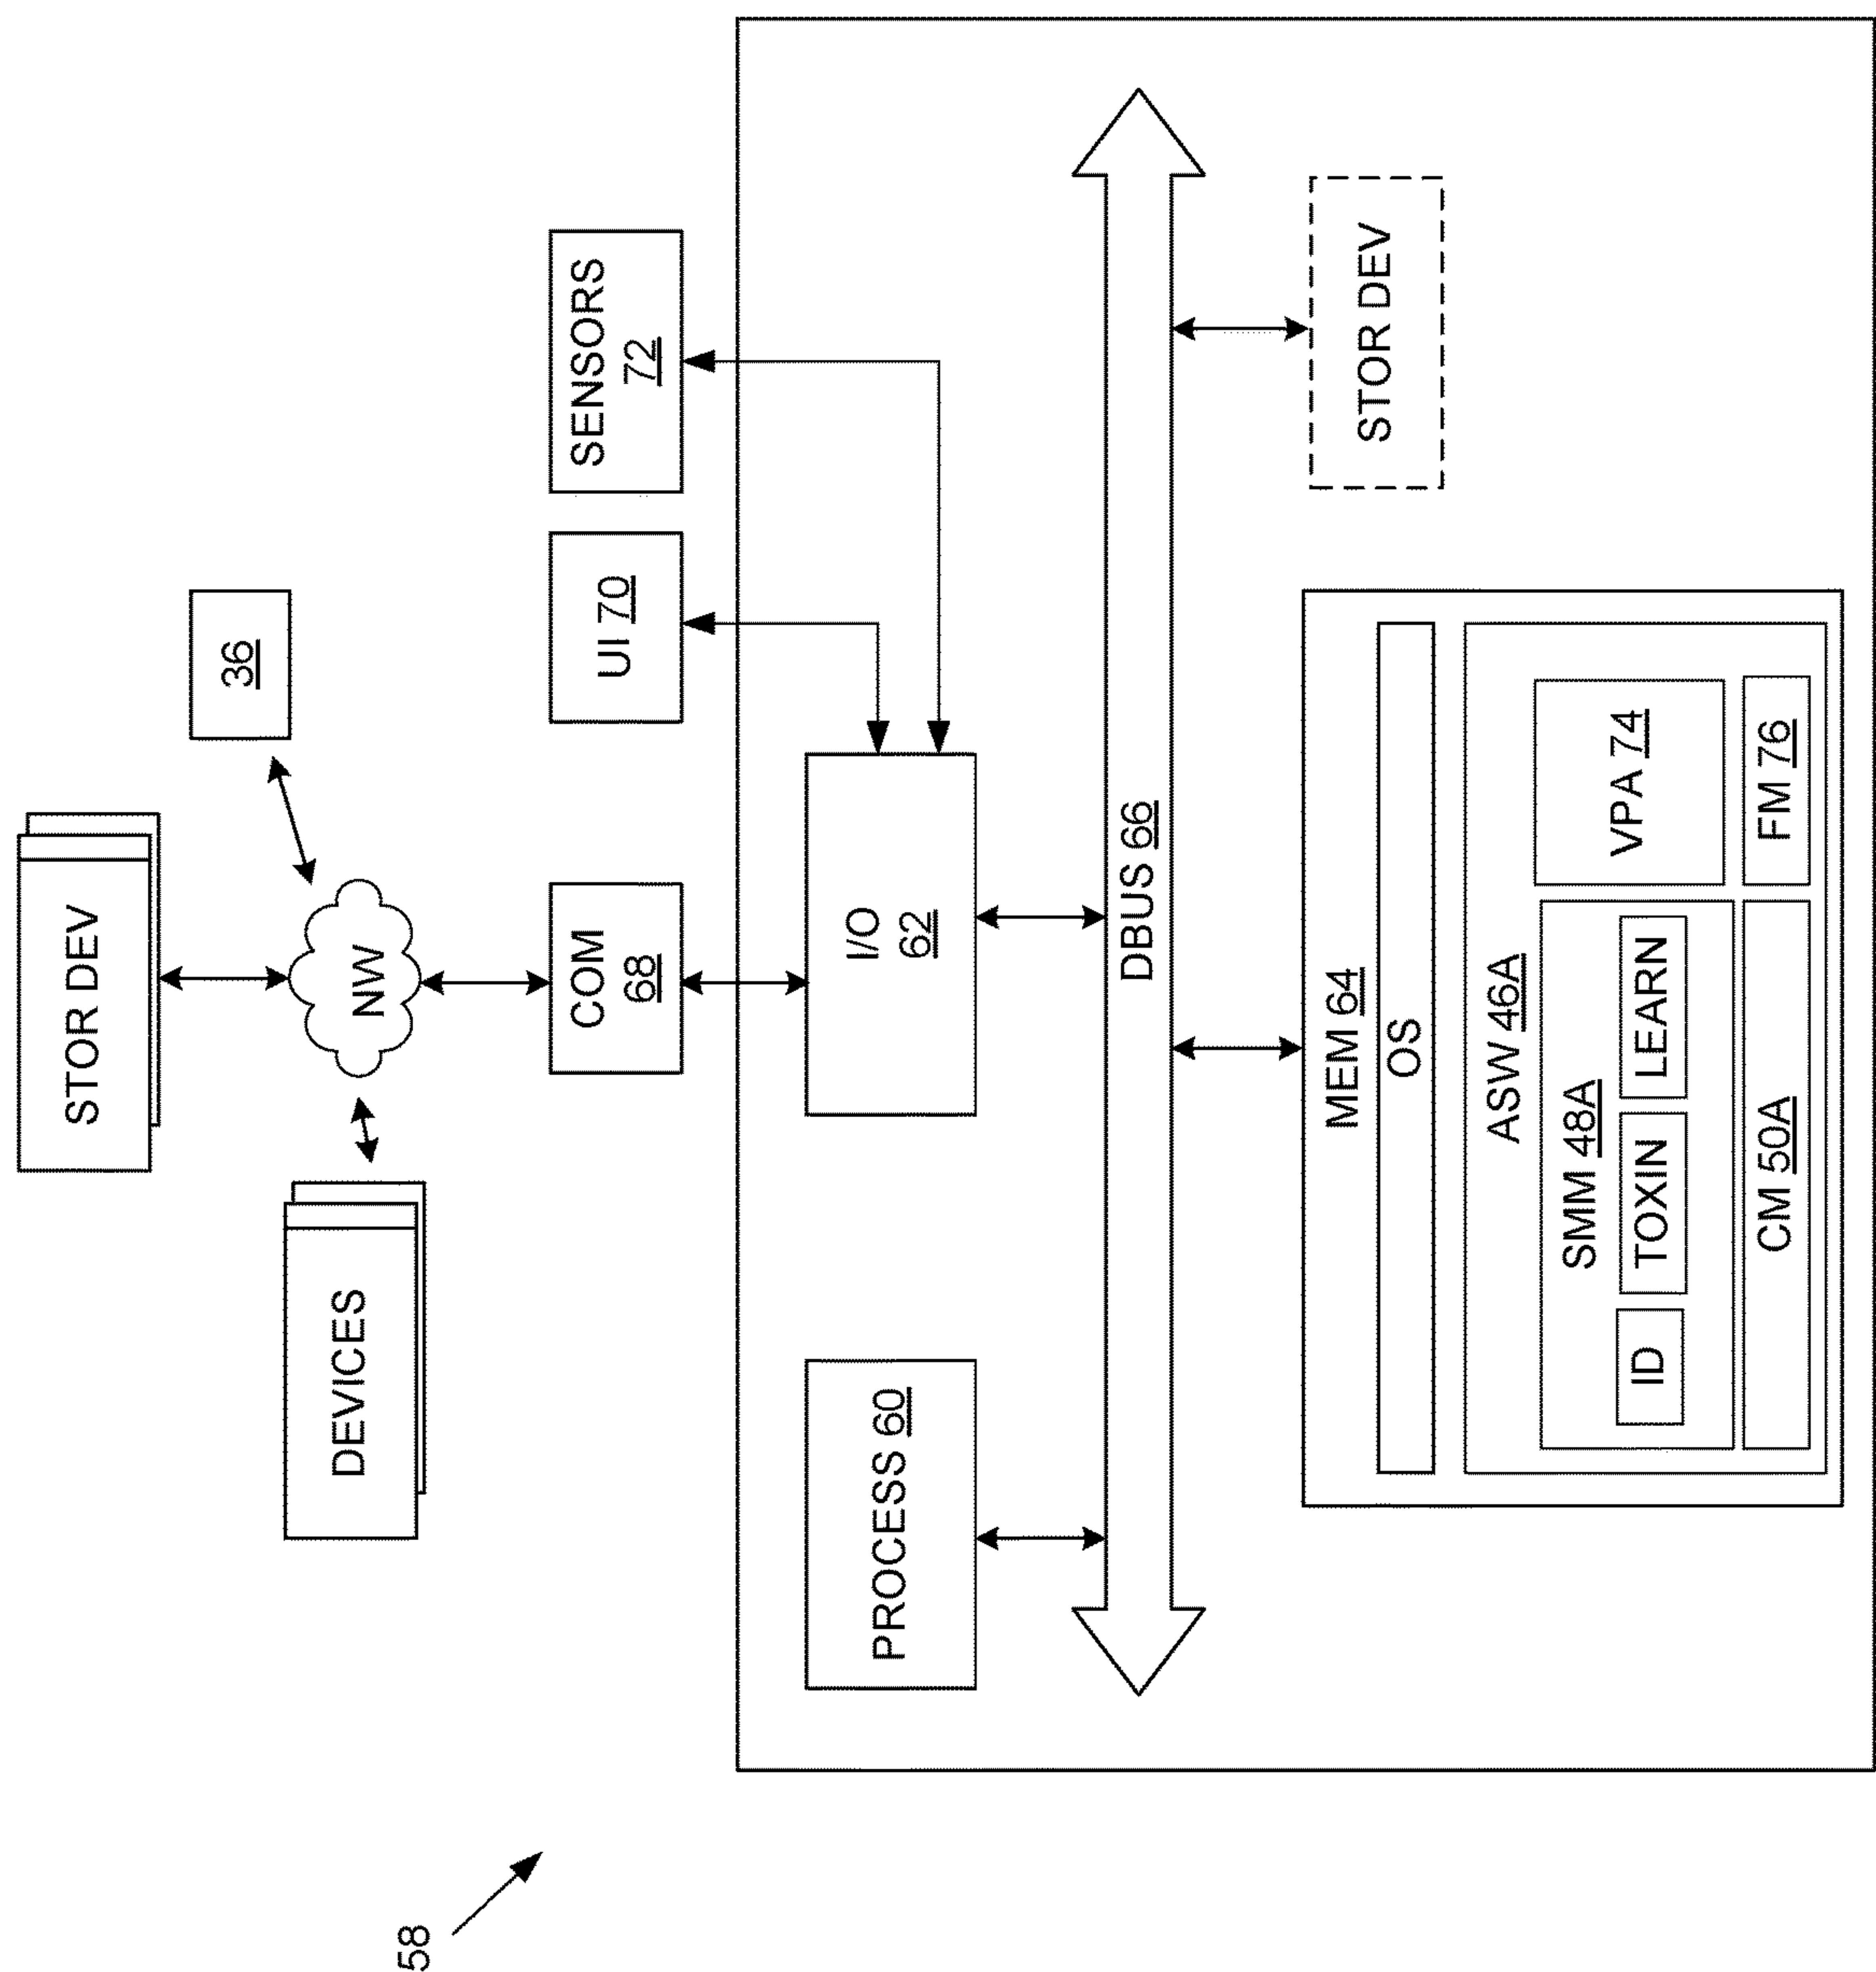 58
STOR DEV
DEVICES
NW
36
COM
68
UI 70
SENSORS
72
PROCESS 60
I/O
62
DBUS 66
MEM 64
OS
ASW 46A
SMM 48A
ID
TOXIN
LEARN
VPA 74
CM 50A
FM 76
STOR DEV